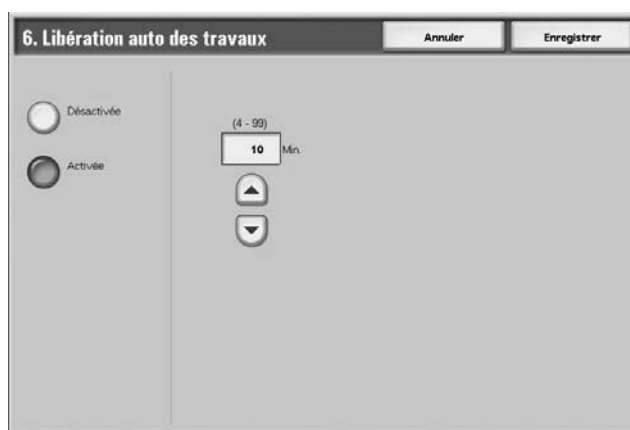 6. Libération auto des travaux
Annuler
Enregistrer
Désactivée
Activée
(4 - 99)
10 Min.